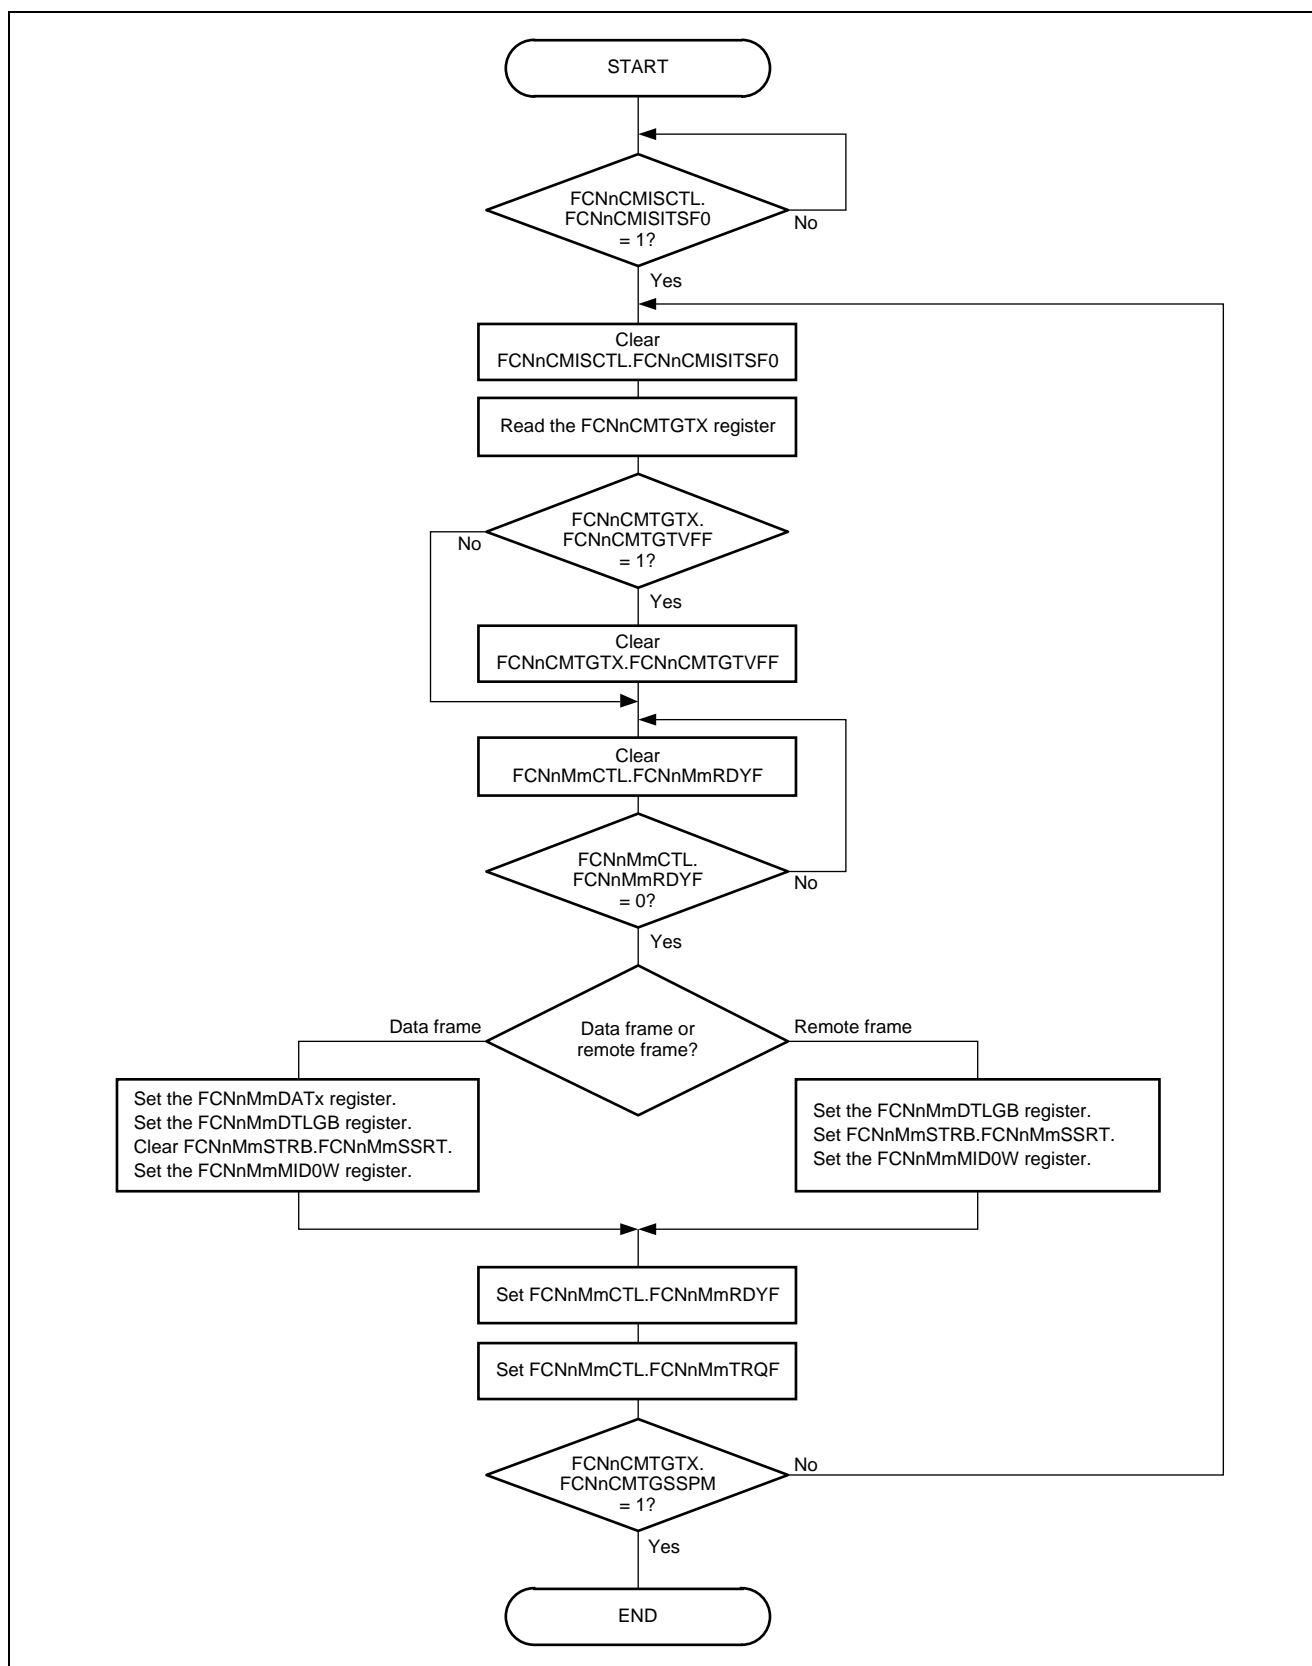 START
FCNnCMISCTL.
FCNnCMISITSF0
= 1?
No
Yes
Clear
FCNnCMISCTL.FCNnCMISITSF0
Read the FCNnCMTGTX register
FCNnCMTGTX.
FCNnCMTGTVFF
= 1?
No
Yes
Clear
FCNnCMTGTX.FCNnCMTGTVFF
Clear
FCNnMmCTL.FCNnMmRDYF
FCNnMmCTL.
FCNnMmRDYF
= 0?
No
Yes
Data frame or
remote frame?
Data frame
Remote frame
Set the FCNnMmDATx register.
Set the FCNnMmDTLGB register.
Clear FCNnMmSTRB.FCNnMmSSRT.
Set the FCNnMmMID0W register.
Set the FCNnMmDTLGB register.
Set FCNnMmSTRB.FCNnMmSSRT.
Set the FCNnMmMID0W register.
Set FCNnMmCTL.FCNnMmRDYF
Set FCNnMmCTL.FCNnMmTRQF
FCNnCMTGTX.
FCNnCMTGSSPM
= 1?
No
Yes
END